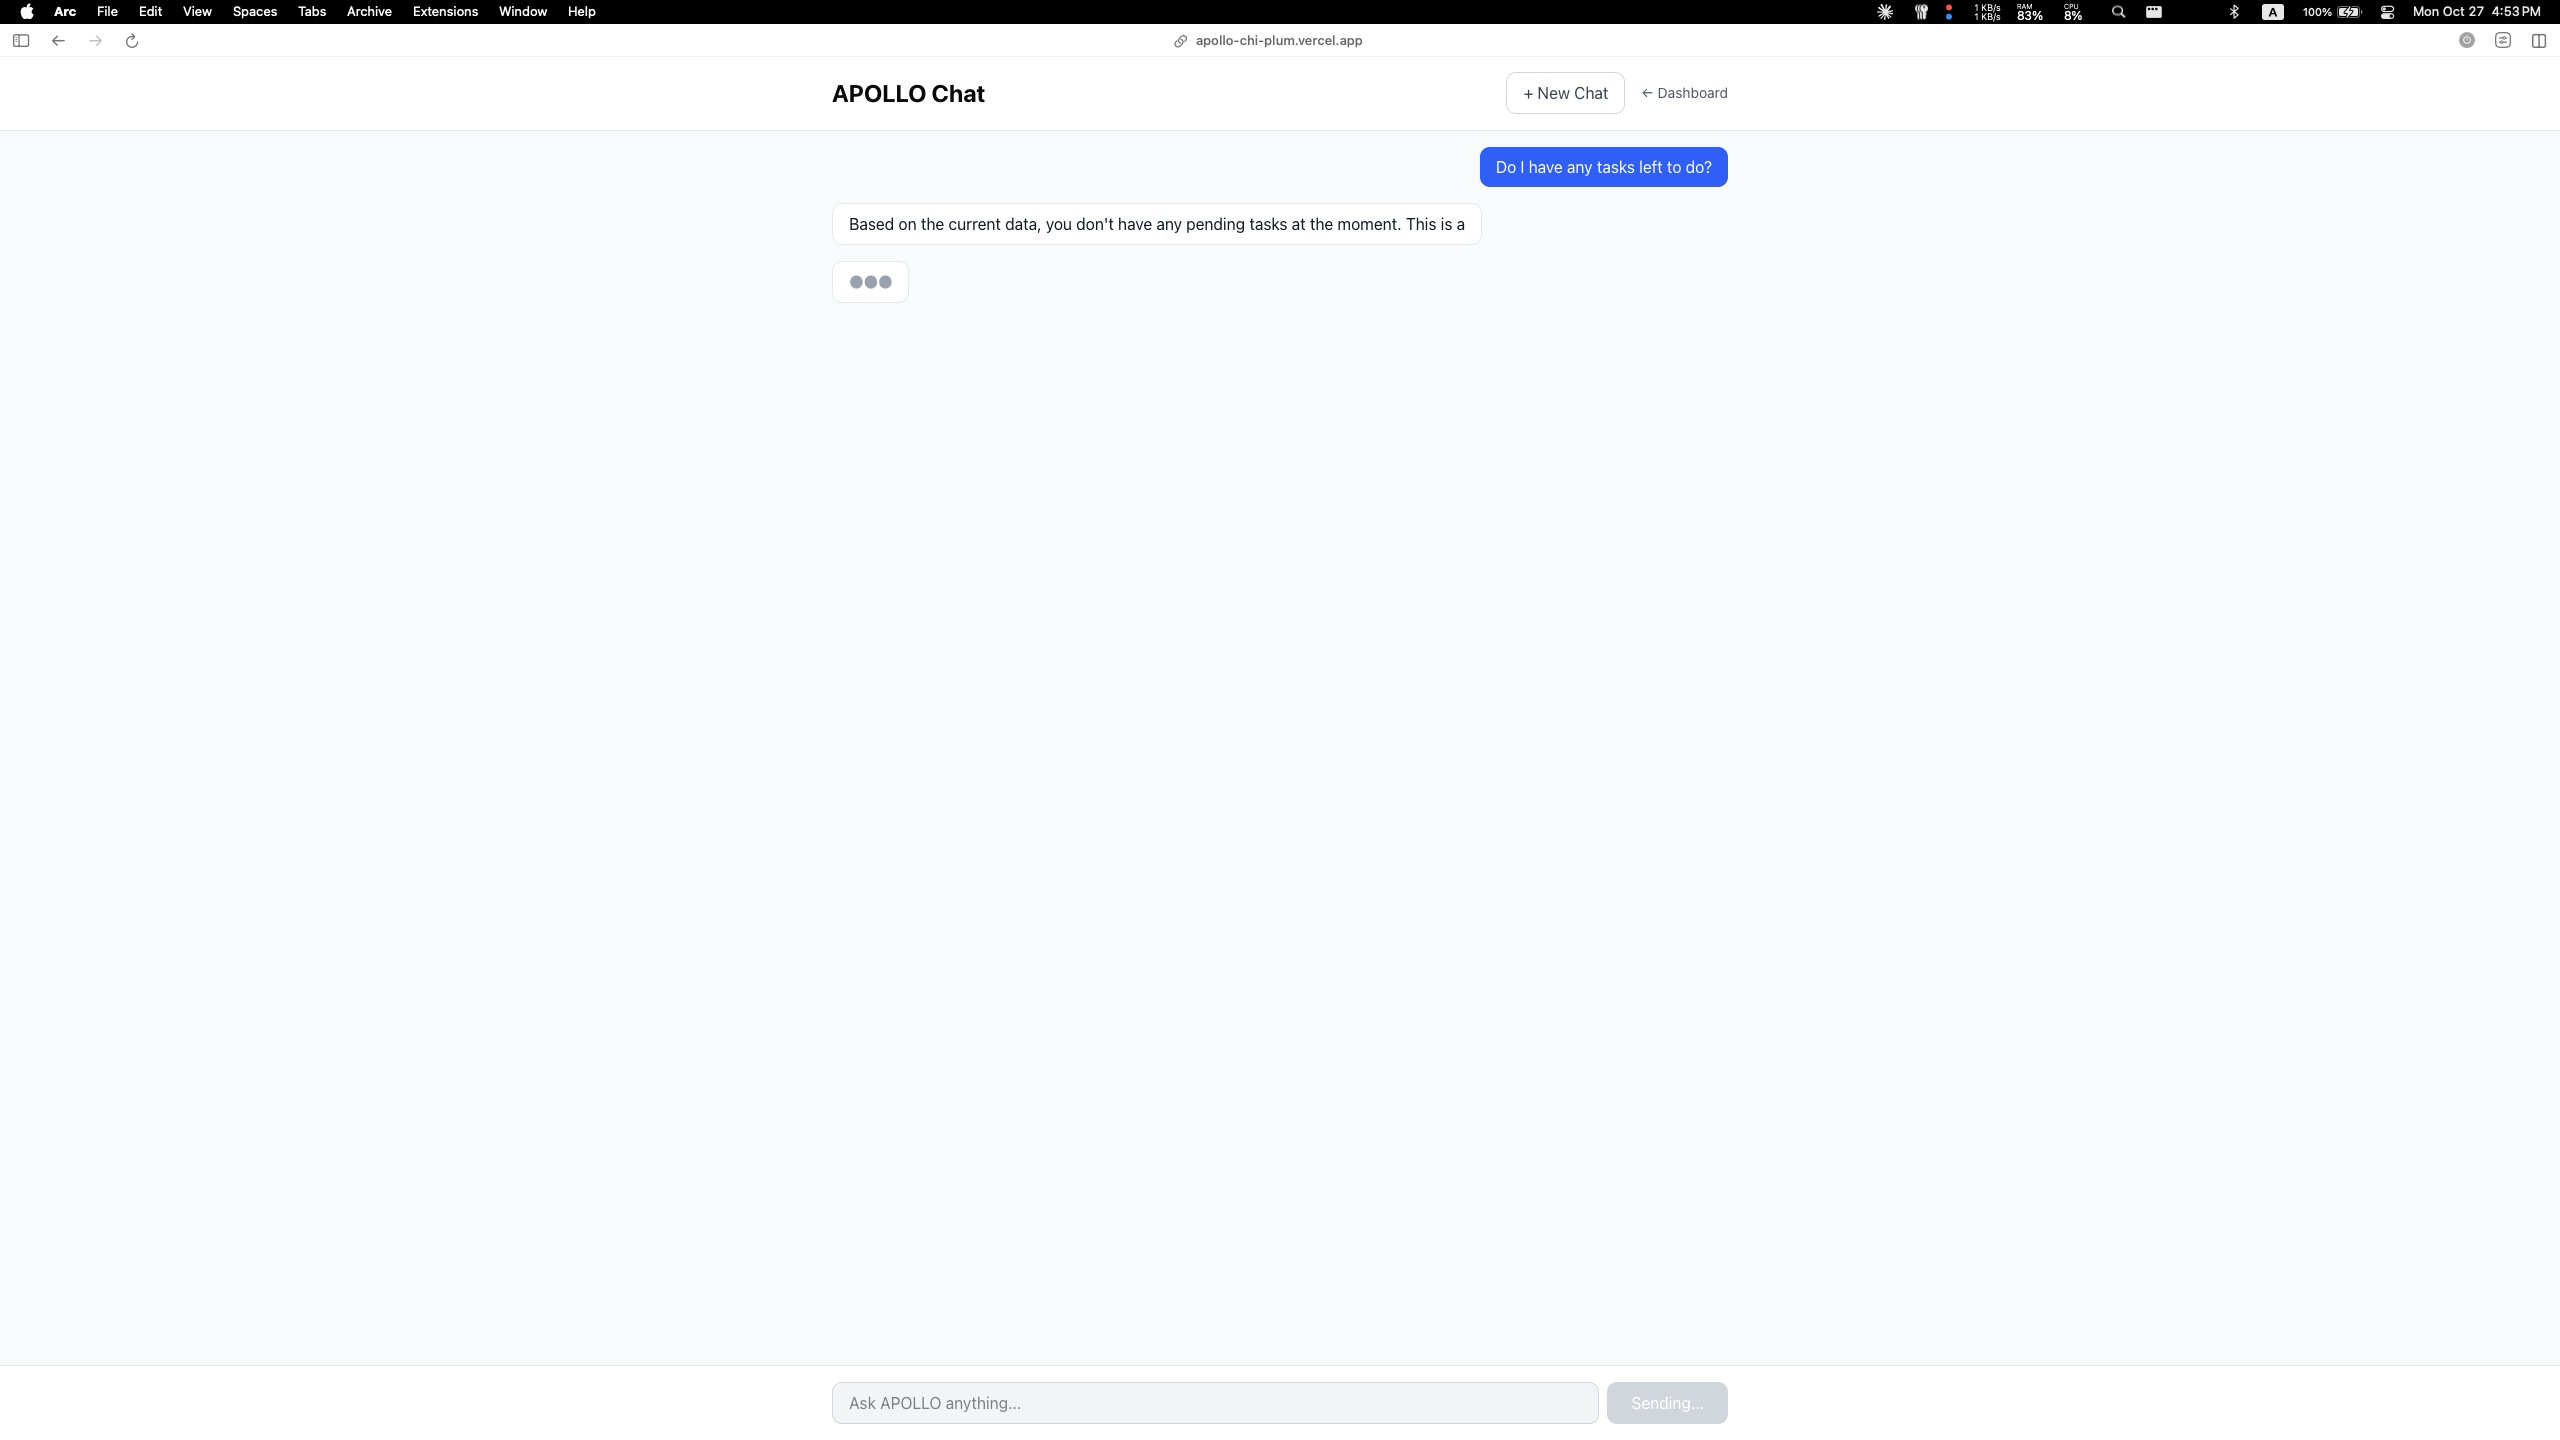 Arc File Edit View Spaces Tabs Archive Extensions Window Help
1 KB/s
1 KB/s
RAM
83%
CPU
8%
A
100%
Mon Oct 27 4:53 PM
apollo-chi-plum.vercel.app
APOLLO Chat
+ New Chat
← Dashboard
Do I have any tasks left to do?
Based on the current data, you don't have any pending tasks at the moment. This is a
Ask APOLLO anything...
Sending...